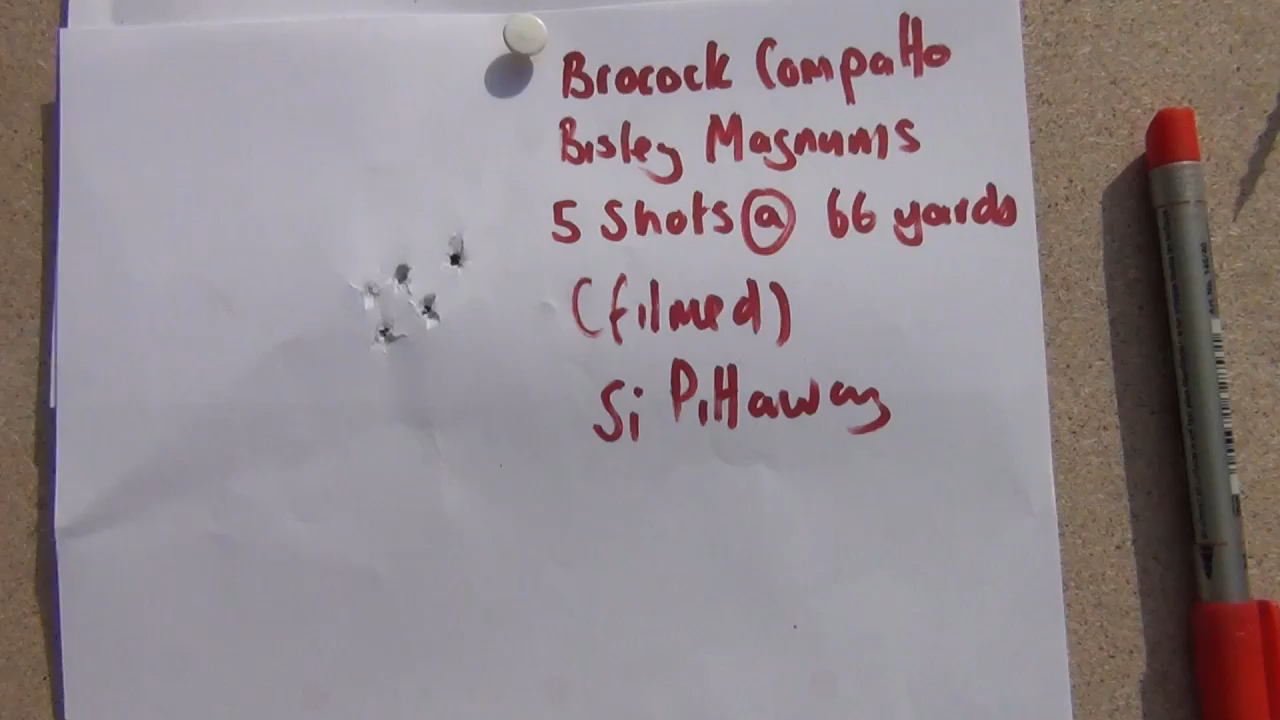 Brocock Compatto
Bisley Magnums
5 Shots @ 66 yards
(filmed)
Si Pittaway